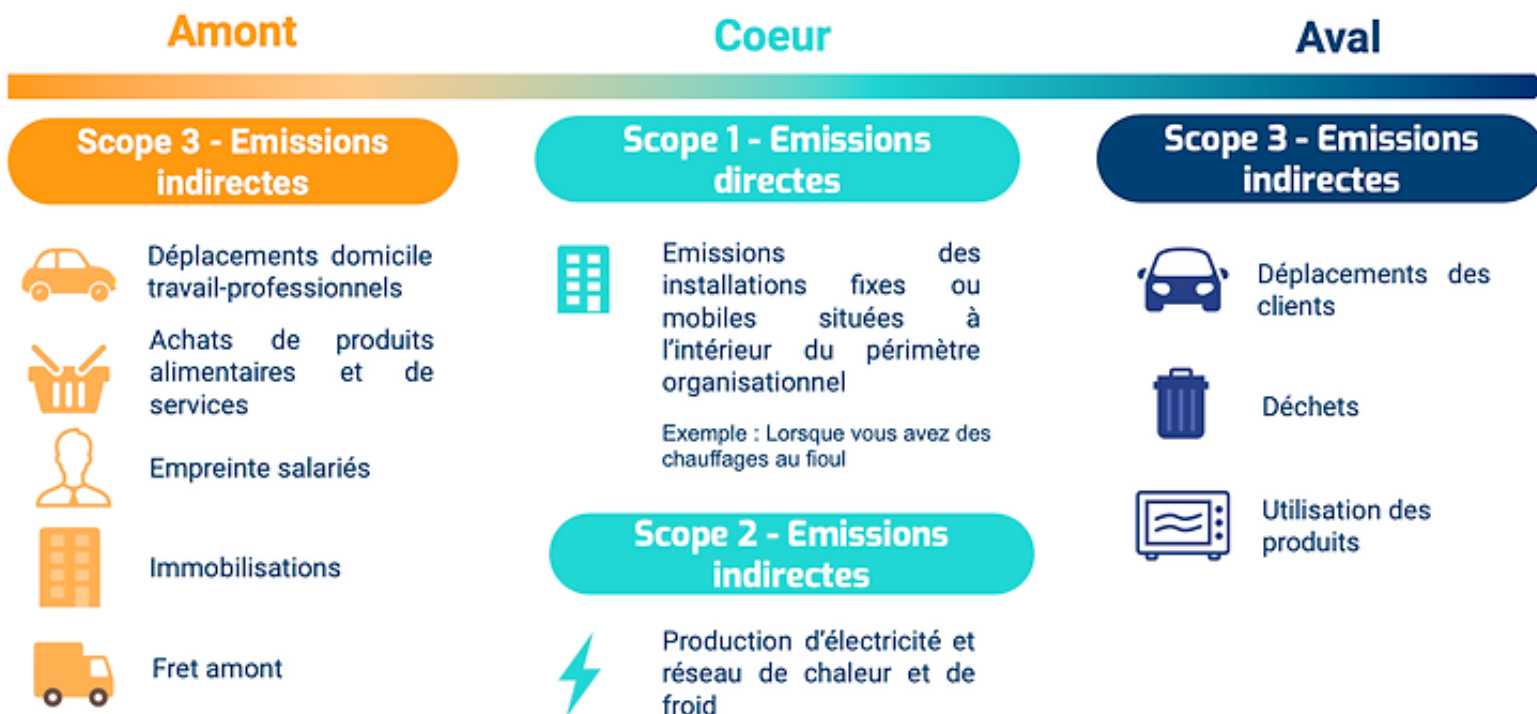 Amont
Coeur
Aval
Scope 3 - Emissions
indirectes
Déplacements domicile
travail-professionnels
Achats de produits
alimentaires et de
services
Empreinte salariés
Immobilisations
Fret amont
Scope 1 - Emissions
directes
Emissions des
installations fixes ou
mobiles situées à
l'intérieur du périmètre
organisationnel
Exemple : Lorsque vous avez des
chauffages au fioul
Scope 2 - Emissions
indirectes
Production d'électricité et
réseau de chaleur et de
froid
Scope 3 - Emissions
indirectes
Déplacements des
clients
Déchets
Utilisation des
produits